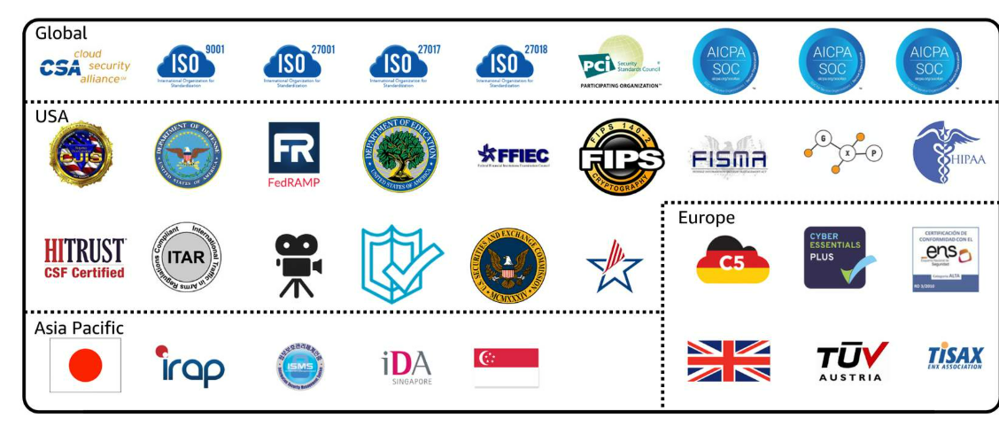 Global
cloud
CSA security
alliance℠
ISO 9001
International Organization for
Standardization
ISO 27001
International Organization for
Standardization
ISO 27017
International Organization for
Standardization
ISO 27018
International Organization for
Standardization
PCI Security
Standards Council
PARTICIPATING ORGANIZATION™
AICPA
SOC
AICPA
SOC
AICPA
SOC
USA
CJIS
DEPARTMENT OF DEFENSE
UNITED STATES OF AMERICA
FR
FedRAMP
DEPARTMENT OF EDUCATION
UNITED STATES OF AMERICA
FFIEC
Federal Financial Institutions Examination Council
FIPS 140-2
FIPS
CRYPTOGRAPHY
FISMA
G
X
P
HIPAA
HITRUST
CSF Certified
International Traffic in Arms Regulations Compliant
ITAR
U.S. SECURITIES AND EXCHANGE COMMISSION
MCMXXXIV
Europe
C5
CYBER
ESSENTIALS
PLUS
CERTIFICACIÓN DE
CONFORMIDAD CON EL
ens
Seguridad
Categoría ALTA
RD 3/2010
Asia Pacific
irap
ISMS
iDA
SINGAPORE
TÜV
AUSTRIA
TISAX
ENX ASSOCIATION